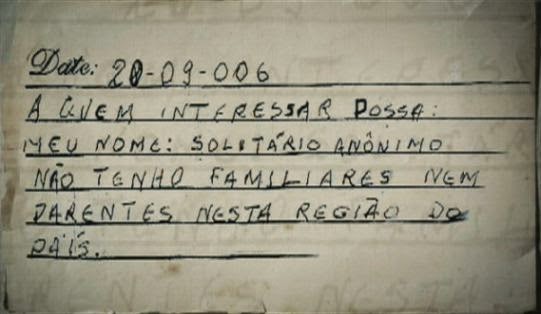 Date: 20-09-006
A QUEM INTERESSAR POSSA:
MEU NOME: SOLITÁRIO ANÔNIMO
NÃO TENHO FAMILIARES NEM
PARENTES NESTA REGIÃO DO
PAÍS.